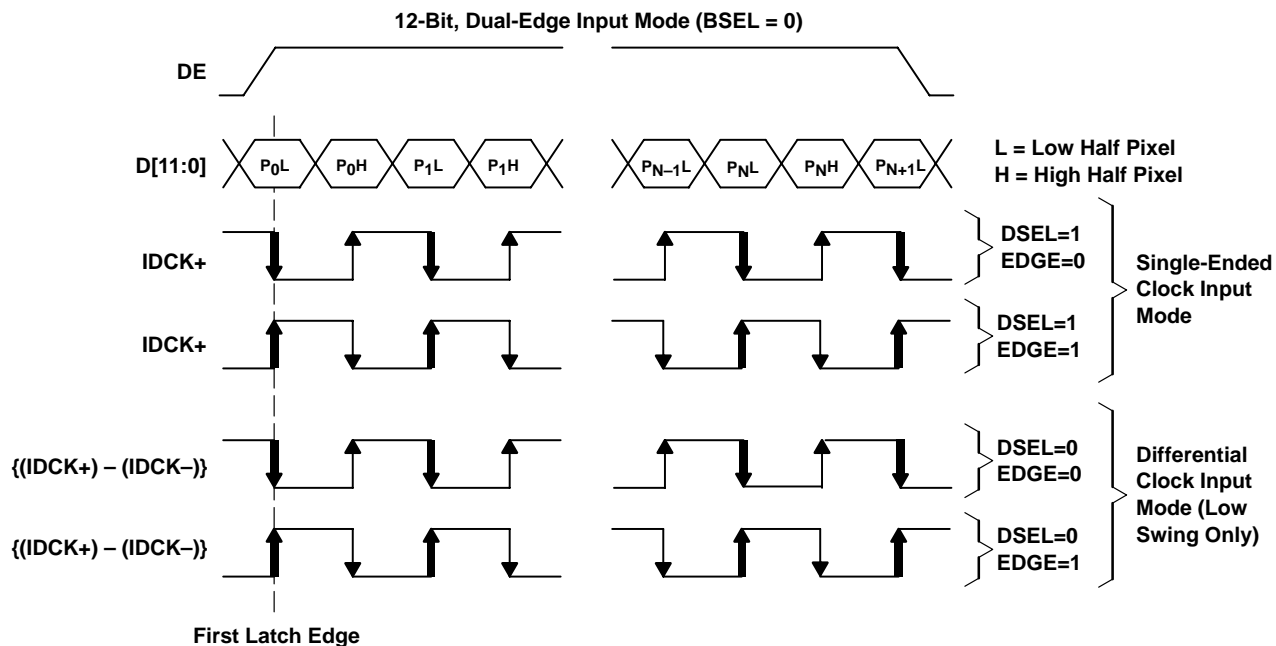 12-Bit, Dual-Edge Input Mode (BSEL = 0)
DE
D[11:0]
P0L
P0H
P1L
P1H
PN–1L
PNL
PNH
PN+1L
L = Low Half Pixel
H = High Half Pixel
IDCK+
DSEL=1
EDGE=0
IDCK+
DSEL=1
EDGE=1
Single-Ended
Clock Input
Mode
{(IDCK+) – (IDCK–)}
DSEL=0
EDGE=0
{(IDCK+) – (IDCK–)}
DSEL=0
EDGE=1
Differential
Clock Input
Mode (Low
Swing Only)
First Latch Edge